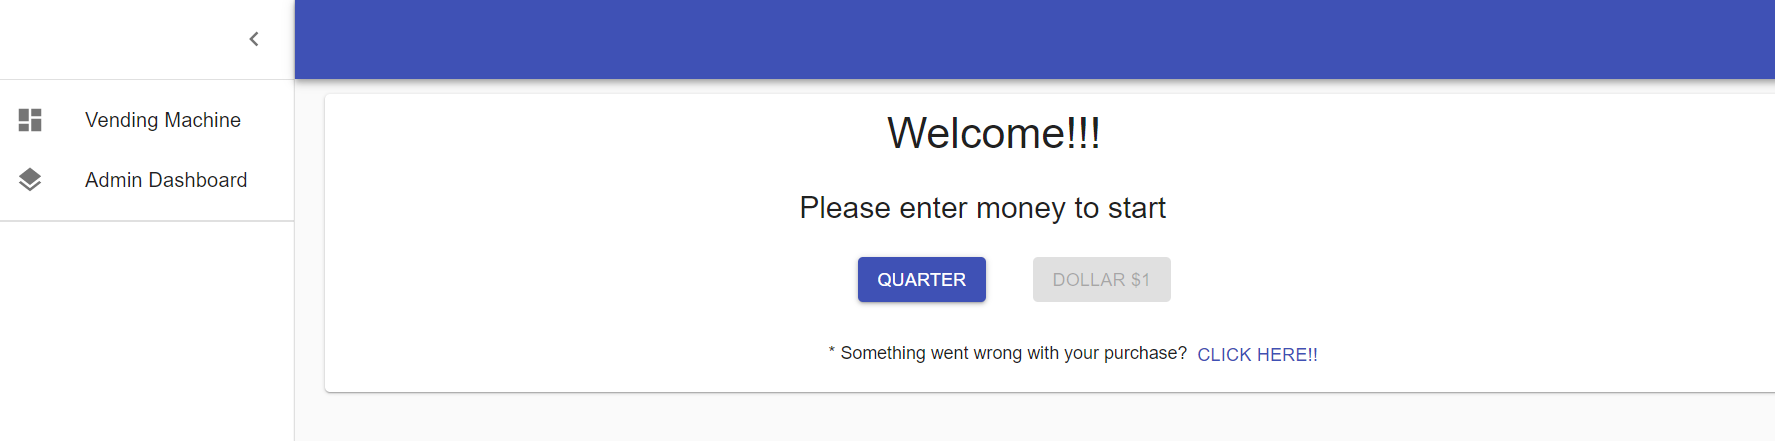 Vending Machine
Admin Dashboard
Welcome!!!
Please enter money to start
QUARTER
DOLLAR $1
* Something went wrong with your purchase? CLICK HERE!!